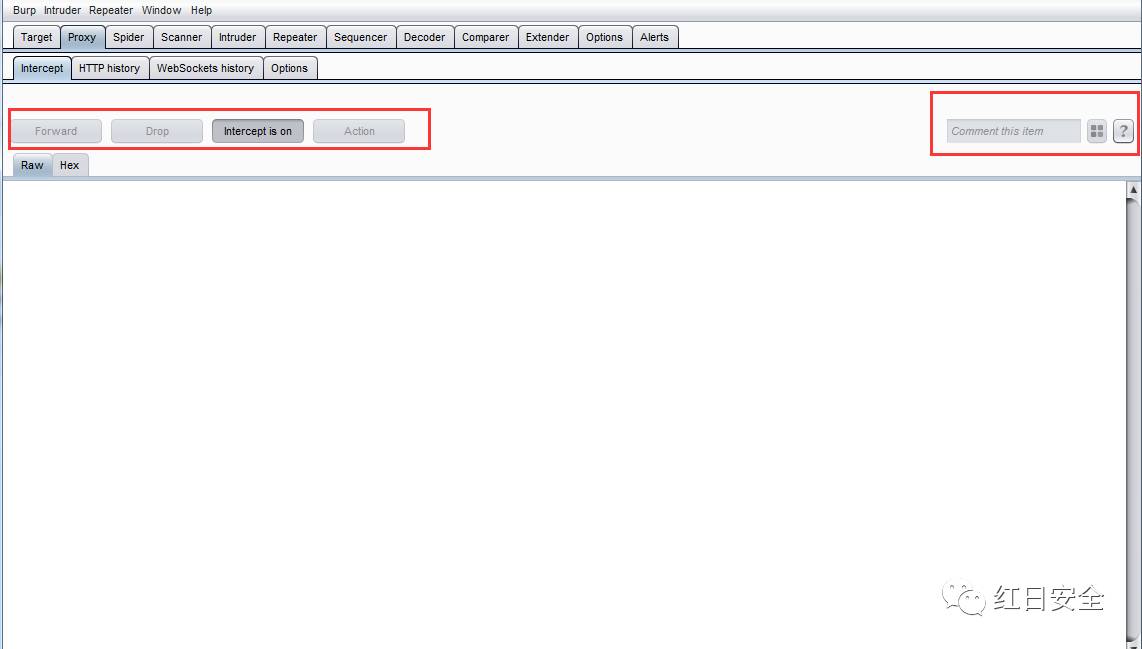 Burp Intruder Repeater Window Help
Target Proxy Spider Scanner Intruder Repeater Sequencer Decoder Comparer Extender Options Alerts
Intercept HTTP history WebSockets history Options
Forward Drop Intercept is on Action Comment this item ?
Raw Hex
红日安全